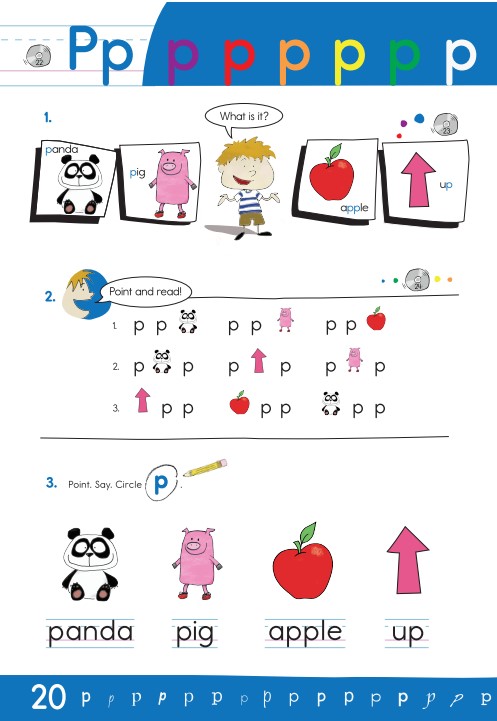 Pp p p p p p p
22
1.
What is it?
23
panda
pig
apple
up
2.
Point and read!
24
1. p p p p p p
2. p p p p p p
3. p p p p p p
3. Point. Say. Circle p .
panda pig apple up
20 p p p p p p p p p p p p p p p p